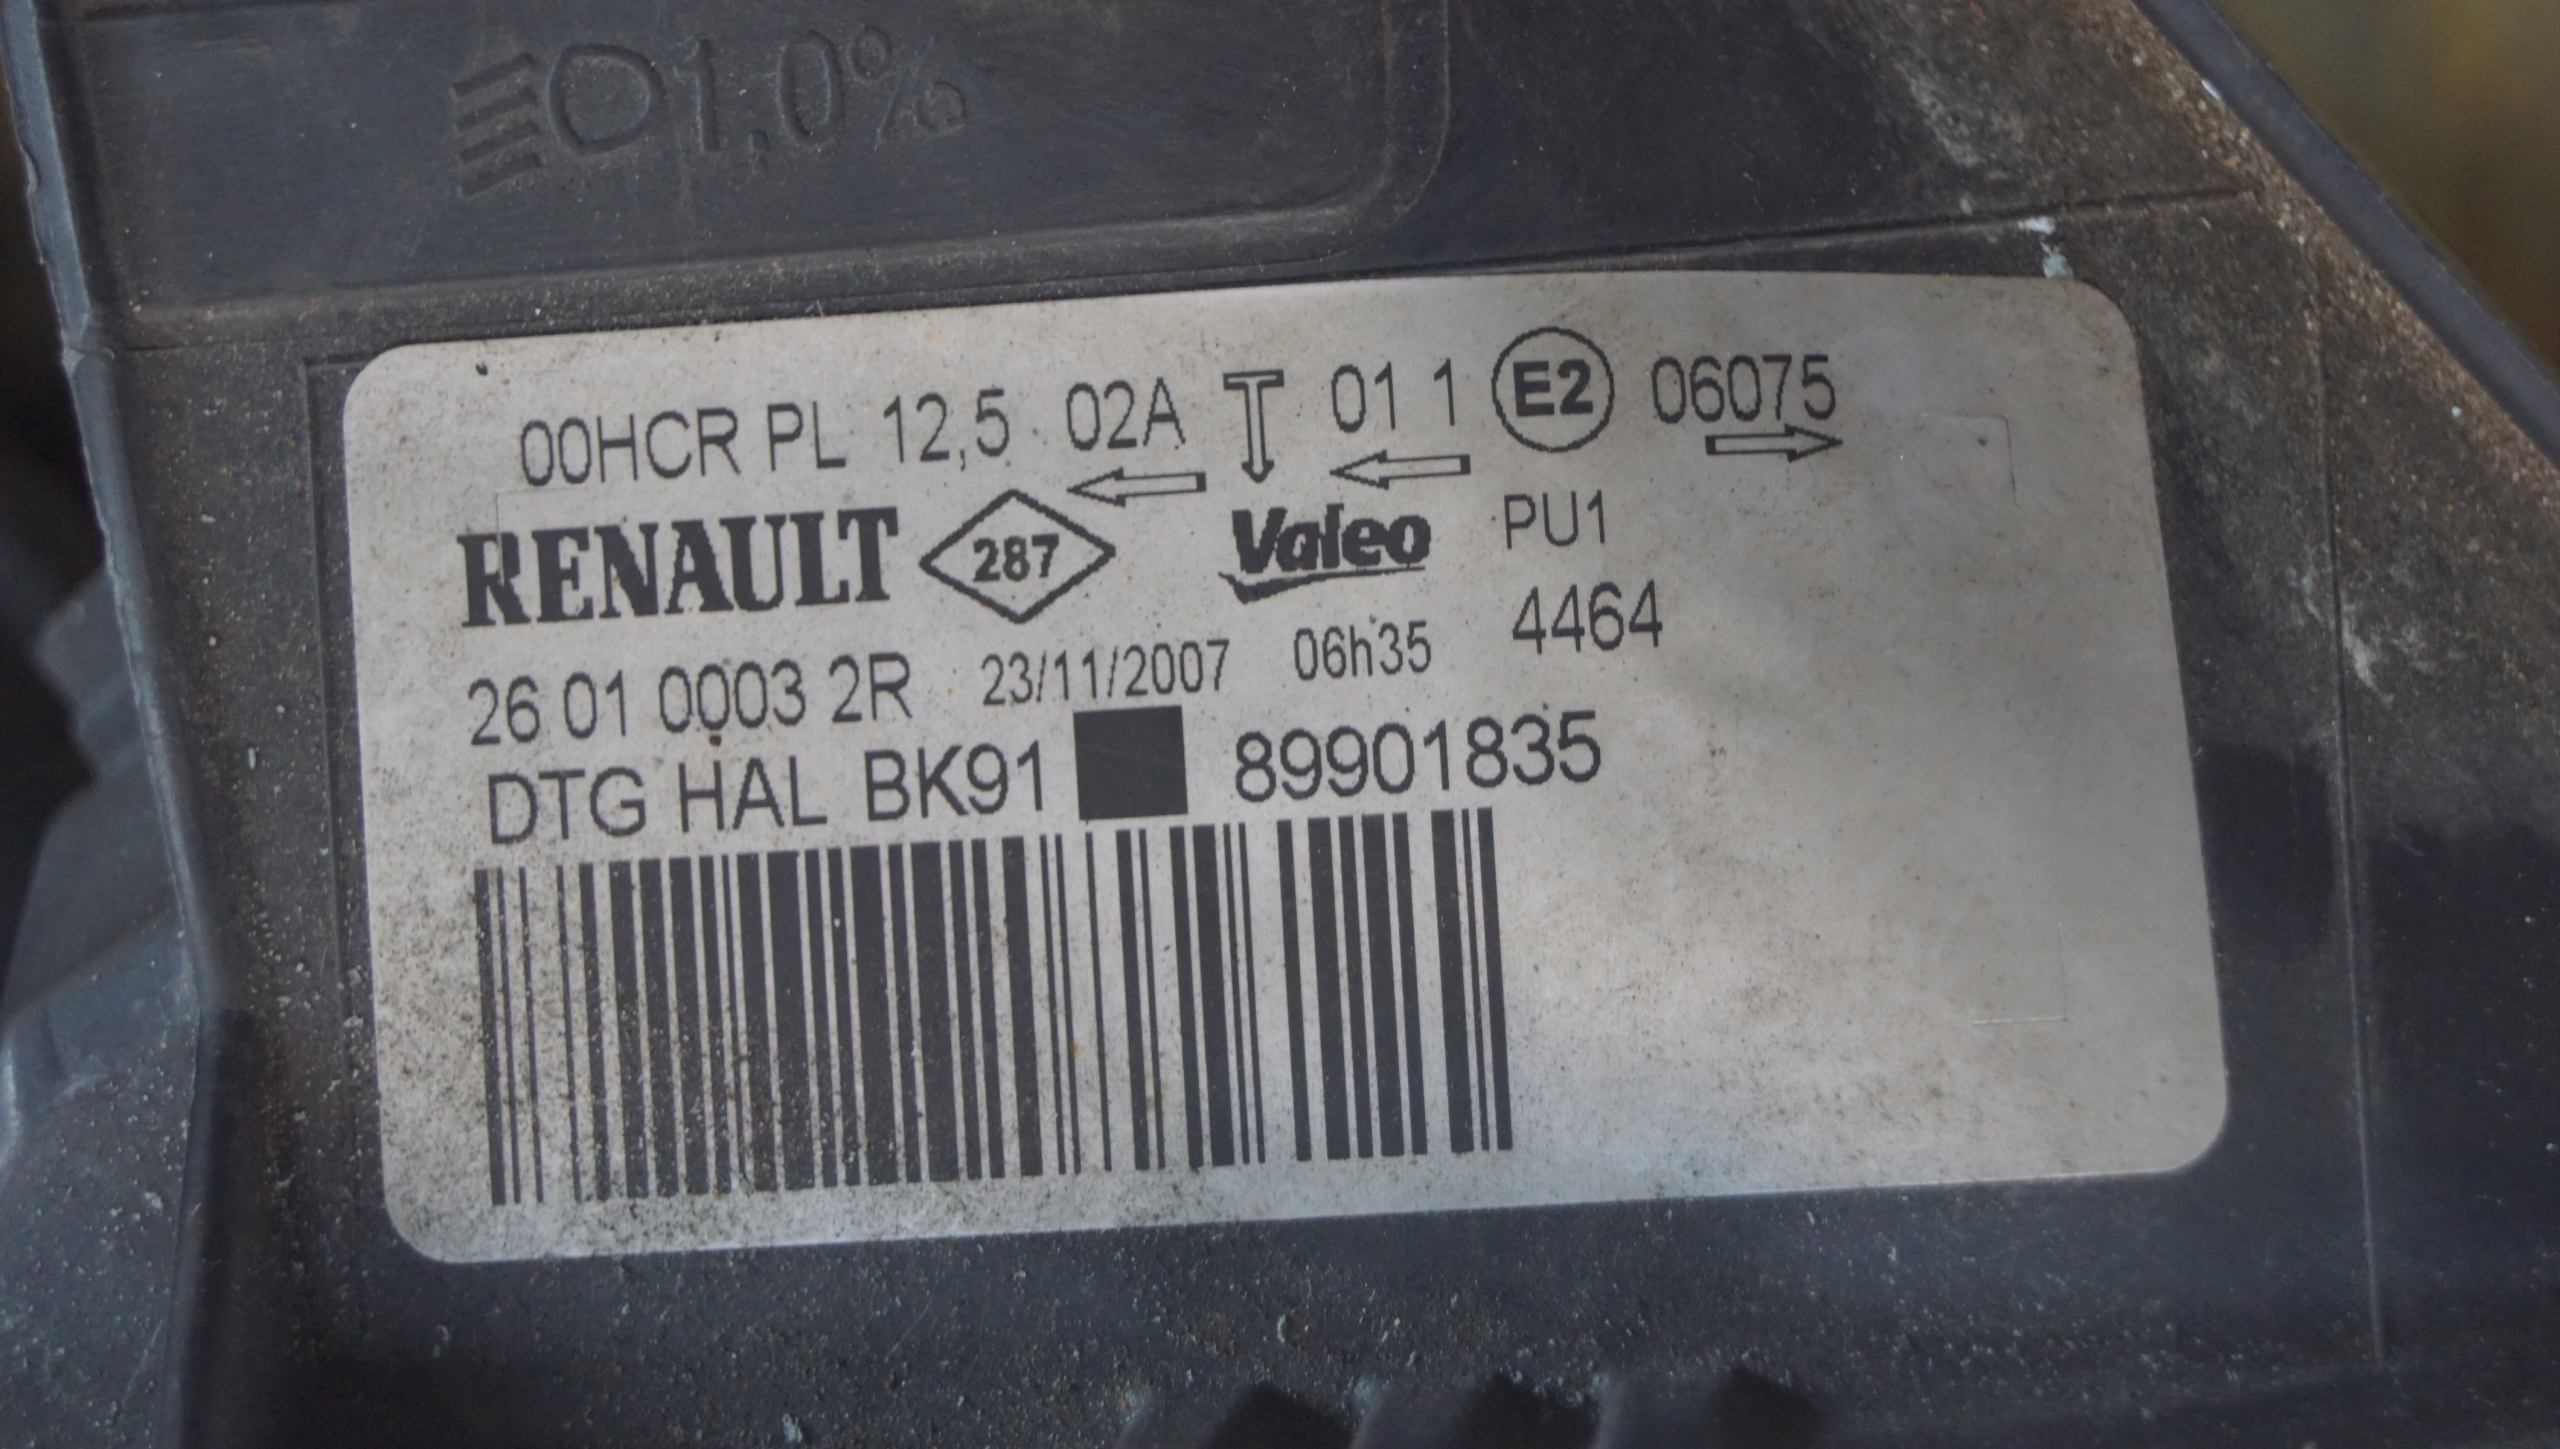 1,0%
00HCR PL 12,5 02A 01 1 E2 06075
RENAULT 287 Valeo PU1
26 01 0003 2R 23/11/2007 06h35 4464
DTG HAL BK91 89901835